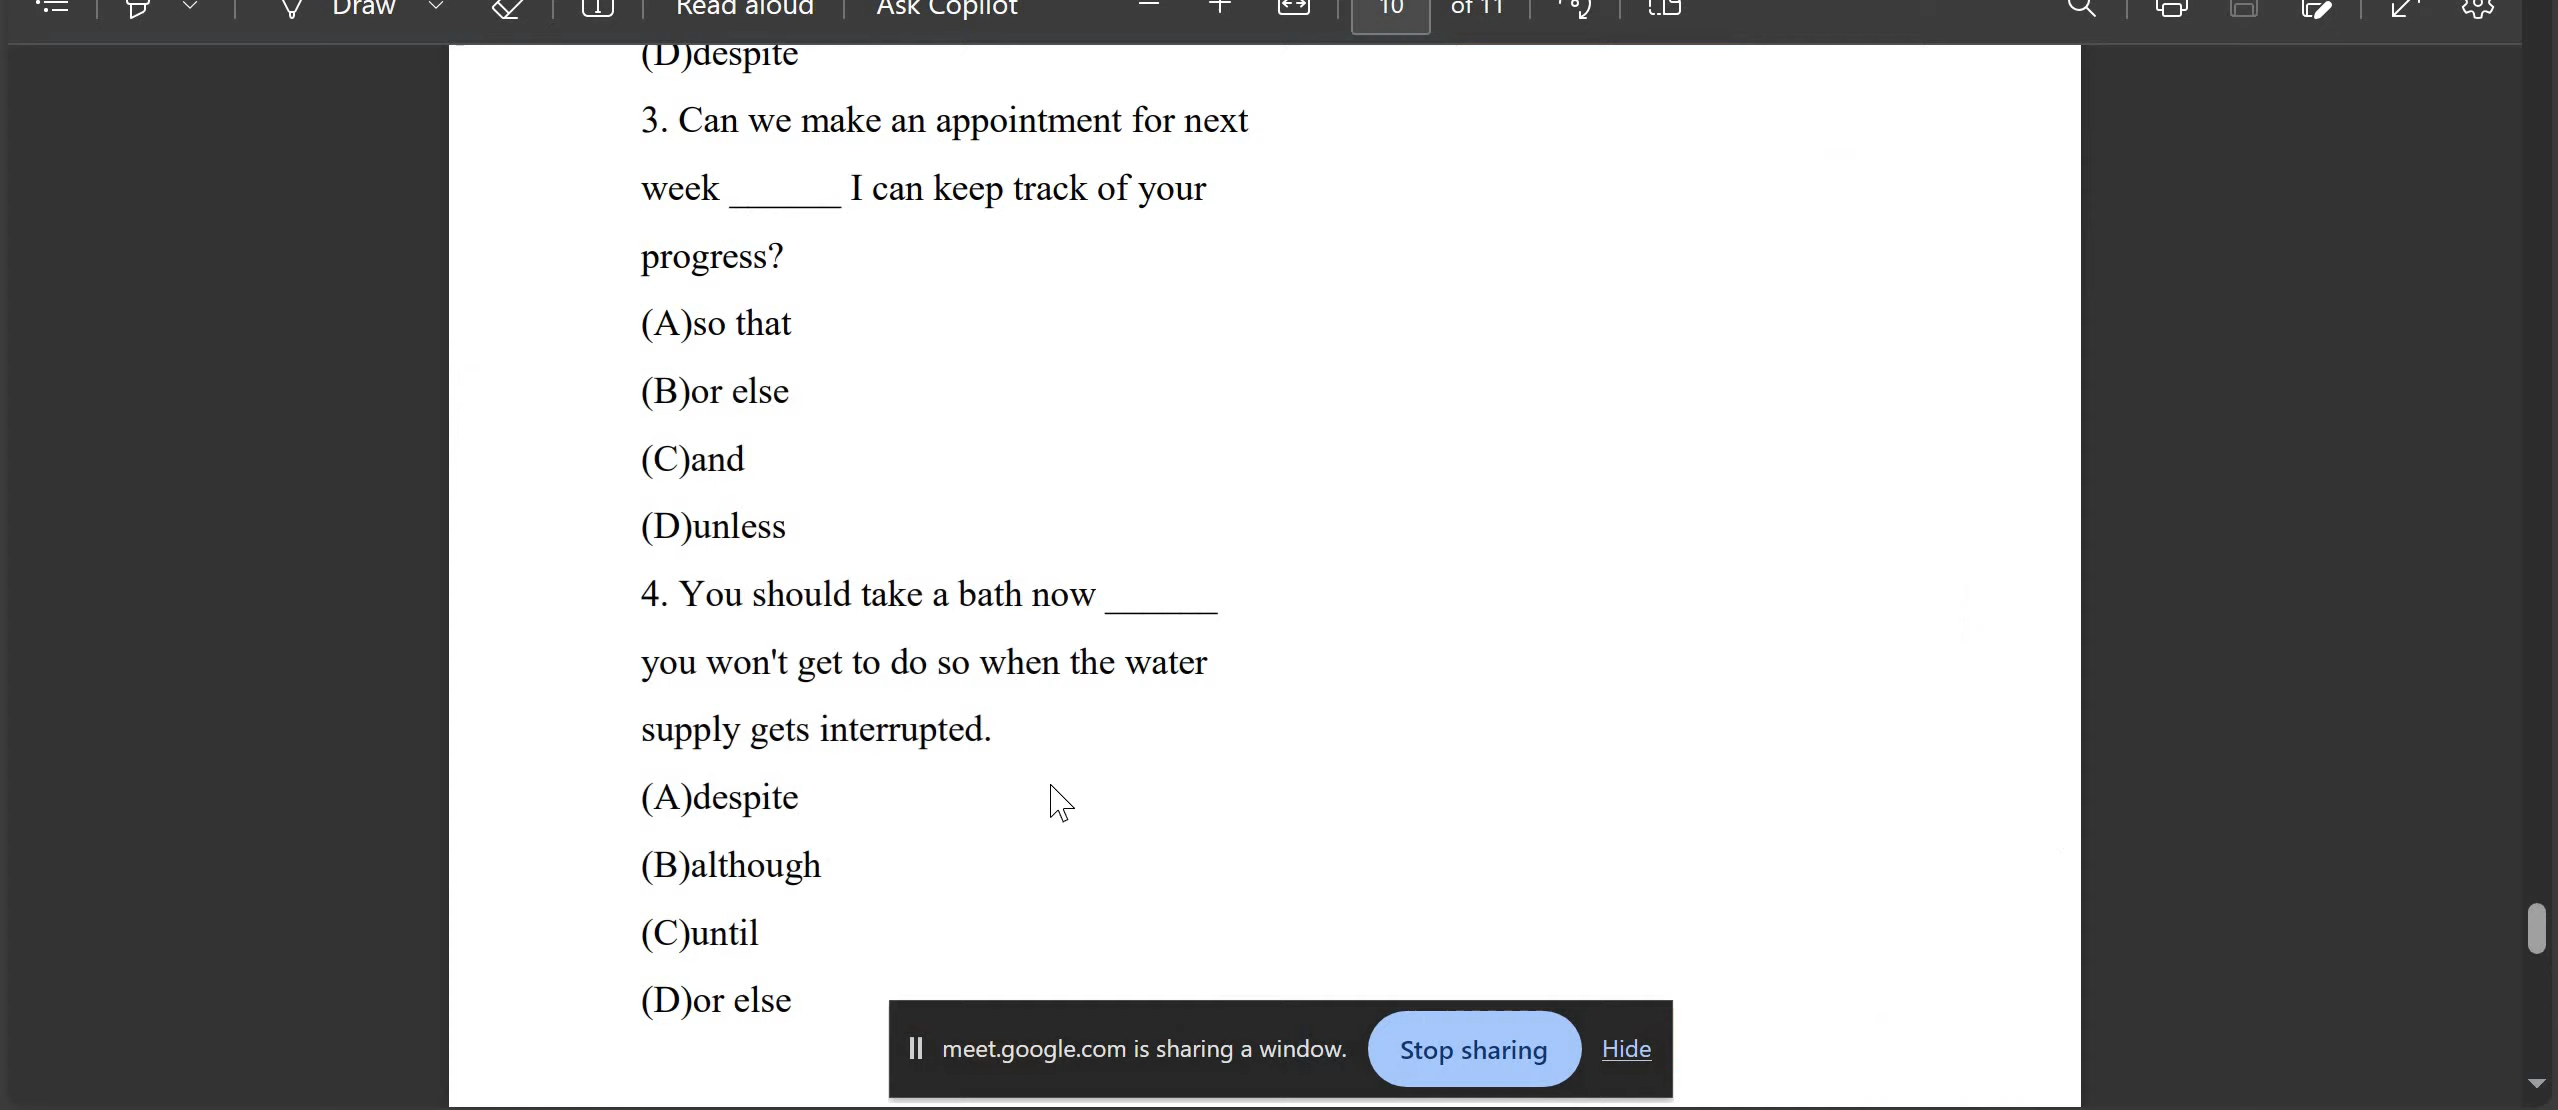 Draw
Read aloud
Ask Copilot
10
of 11
(D)despite
3. Can we make an appointment for next
week ______ I can keep track of your
progress?
(A)so that
(B)or else
(C)and
(D)unless
4. You should take a bath now ______
you won't get to do so when the water
supply gets interrupted.
(A)despite
(B)although
(C)until
(D)or else
meet.google.com is sharing a window.
Stop sharing
Hide